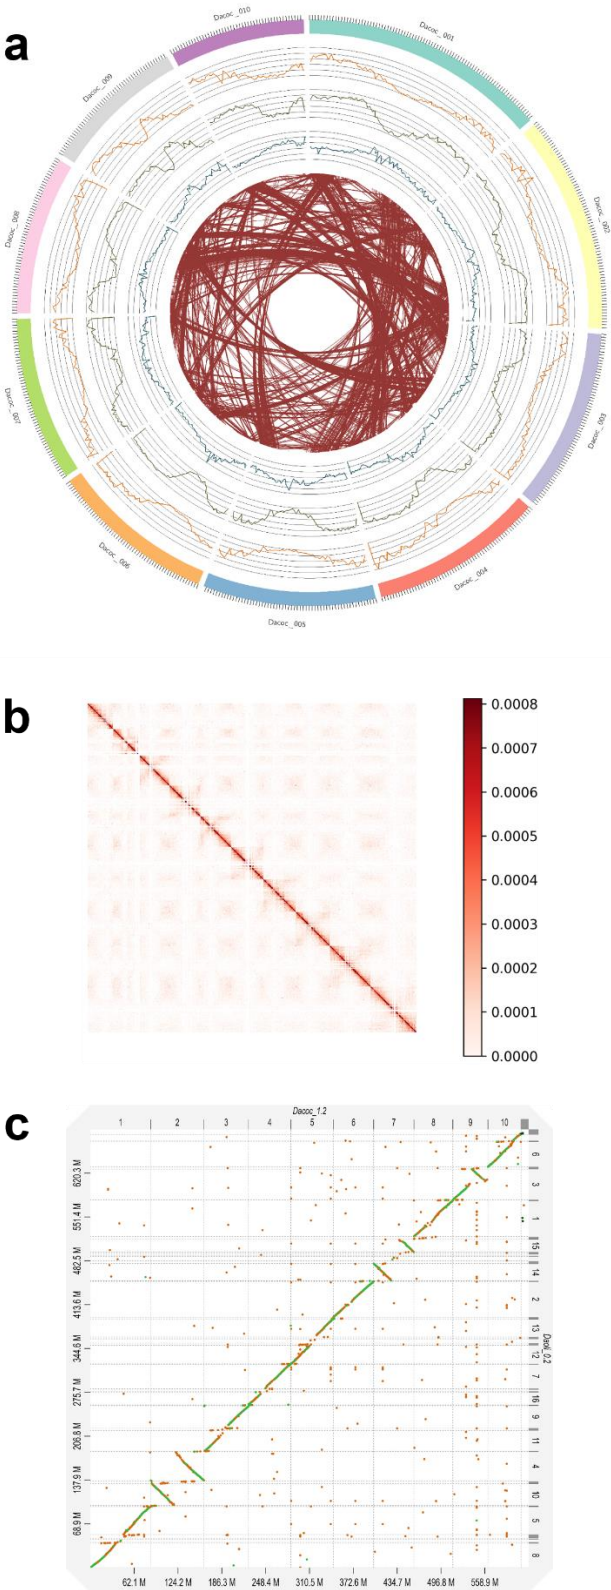 a
Dacoc_010
Dacoc_001
Dacoc_009
Dacoc_002
Dacoc_008
Dacoc_003
Dacoc_007
Dacoc_004
Dacoc_006
Dacoc_005
b
0.0008
0.0007
0.0006
0.0005
0.0004
0.0003
0.0002
0.0001
0.0000
c
Dacoc_1.2
1 2 3 4 5 6 7 8 9 10
620.3 M
551.4 M
482.5 M
413.6 M
344.6 M
275.7 M
206.8 M
137.9 M
68.9 M
6
3
1
15
14
2
13
12
7
16
9
11
4
10
5
8
62.1 M 124.2 M 186.3 M 248.4 M 310.5 M 372.6 M 434.7 M 496.8 M 558.9 M